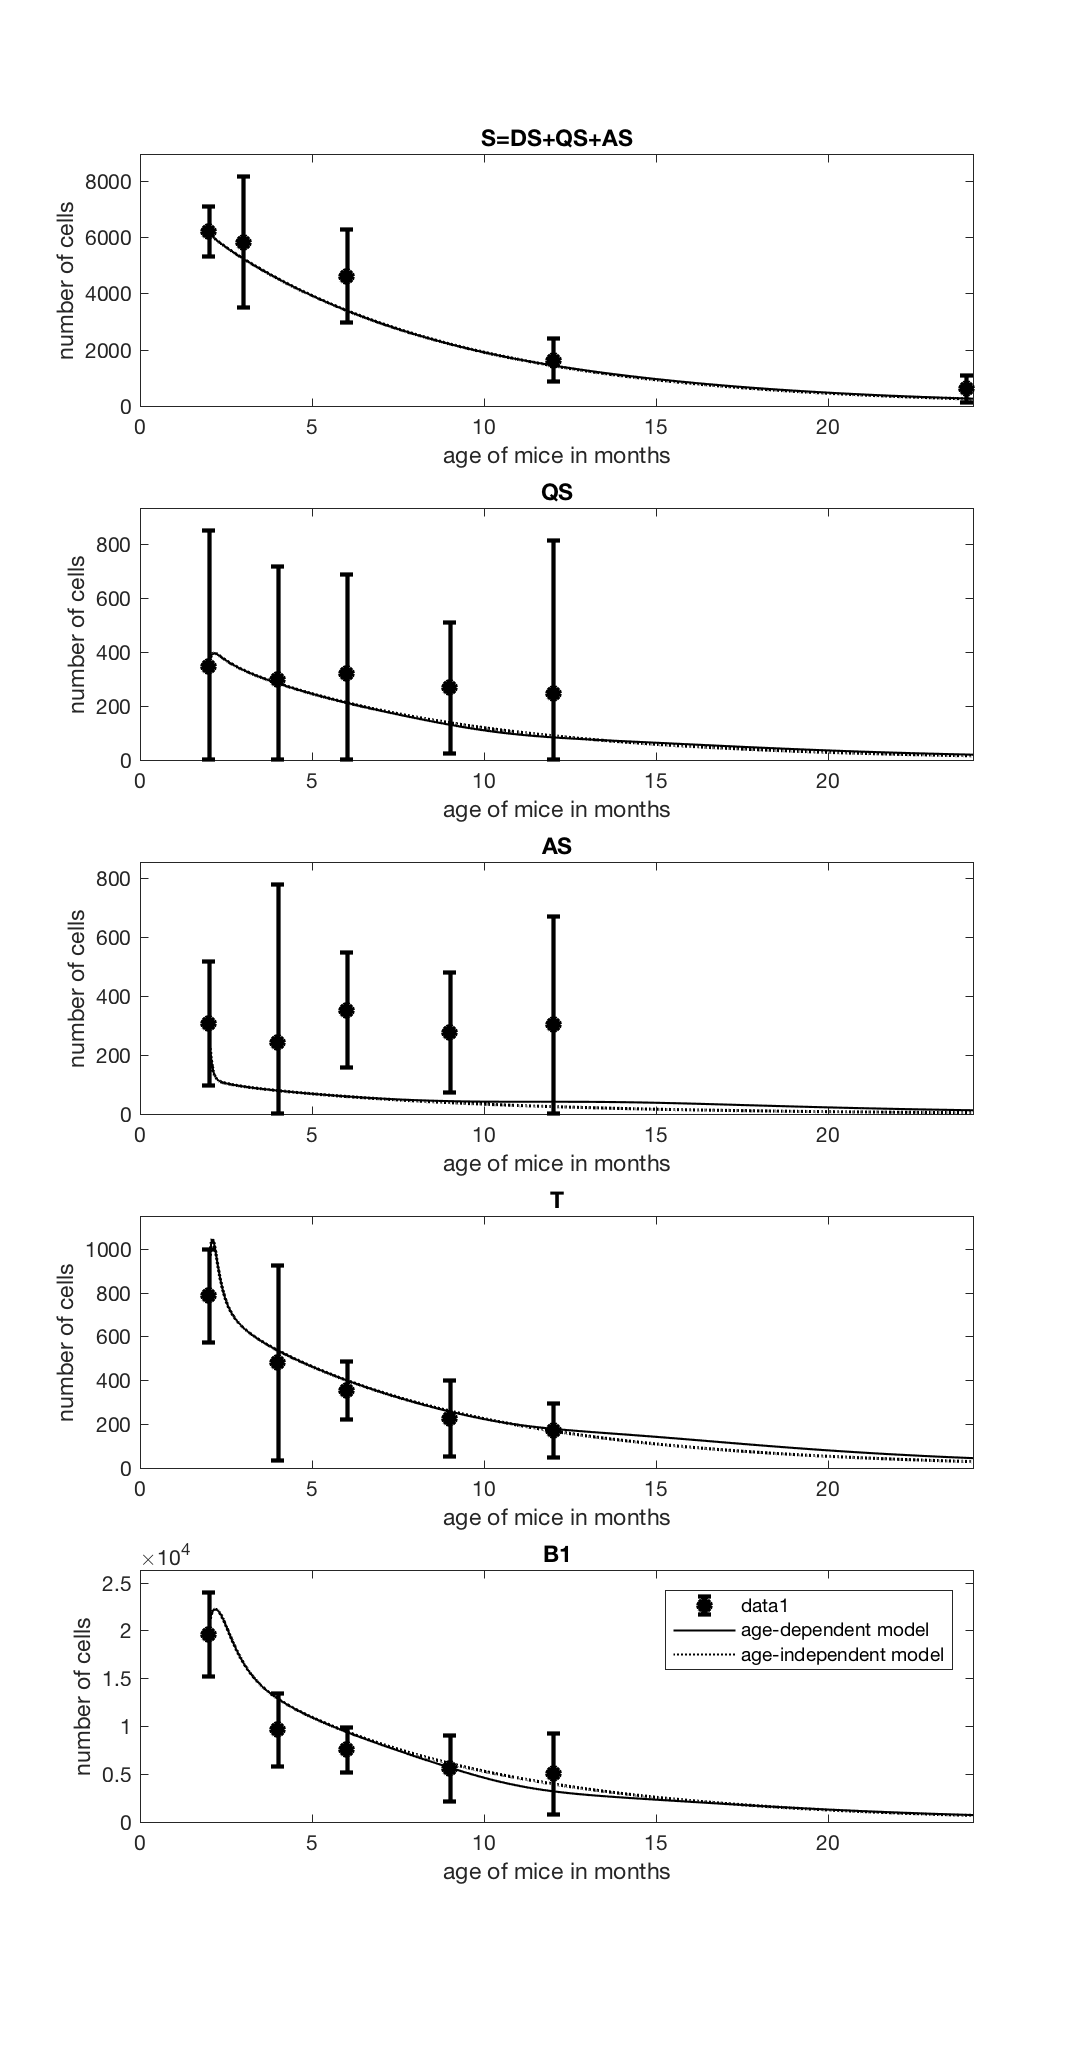 S=DS+QS+AS
number of cells
8000
6000
4000
2000
0
0 5 10 15 20
age of mice in months
QS
number of cells
800
600
400
200
0
0 5 10 15 20
age of mice in months
AS
number of cells
800
600
400
200
0
0 5 10 15 20
age of mice in months
T
number of cells
1000
800
600
400
200
0
0 5 10 15 20
age of mice in months
×10⁴
B1
number of cells
2.5
2
1.5
1
0.5
0
data1
age-dependent model
age-independent model
0 5 10 15 20
age of mice in months